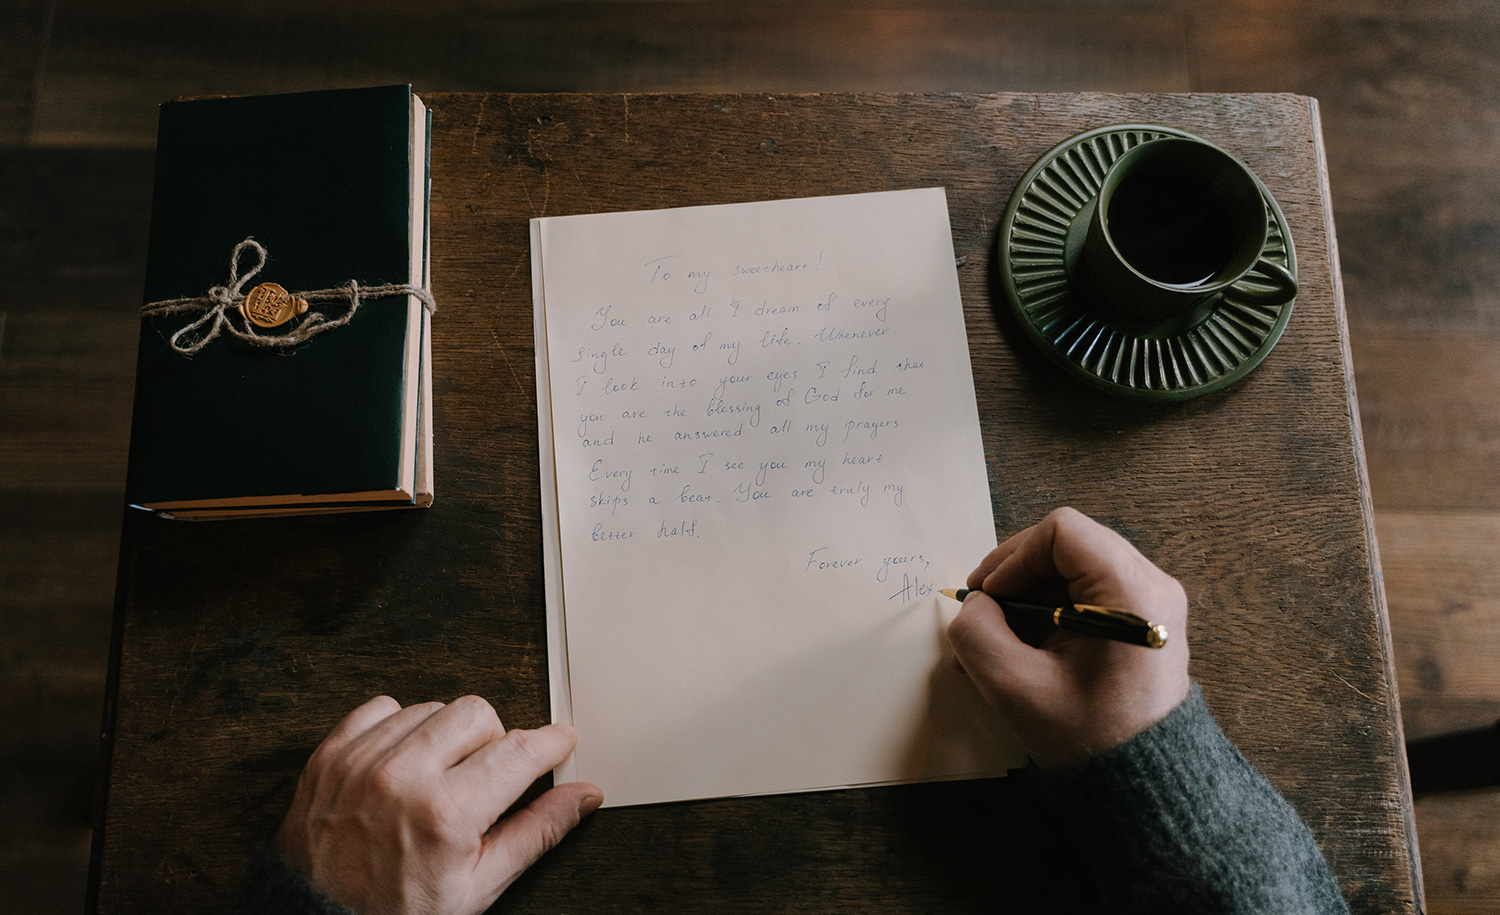 To my sweetheart!
You are all I dream of every
single day of my life. Whenever
I look into your eyes I find that
you are the blessing of God for me
and he answered all my prayers.
Every time I see you my heart
skips a beat. You are truly my
better half.
Forever yours,
Alex